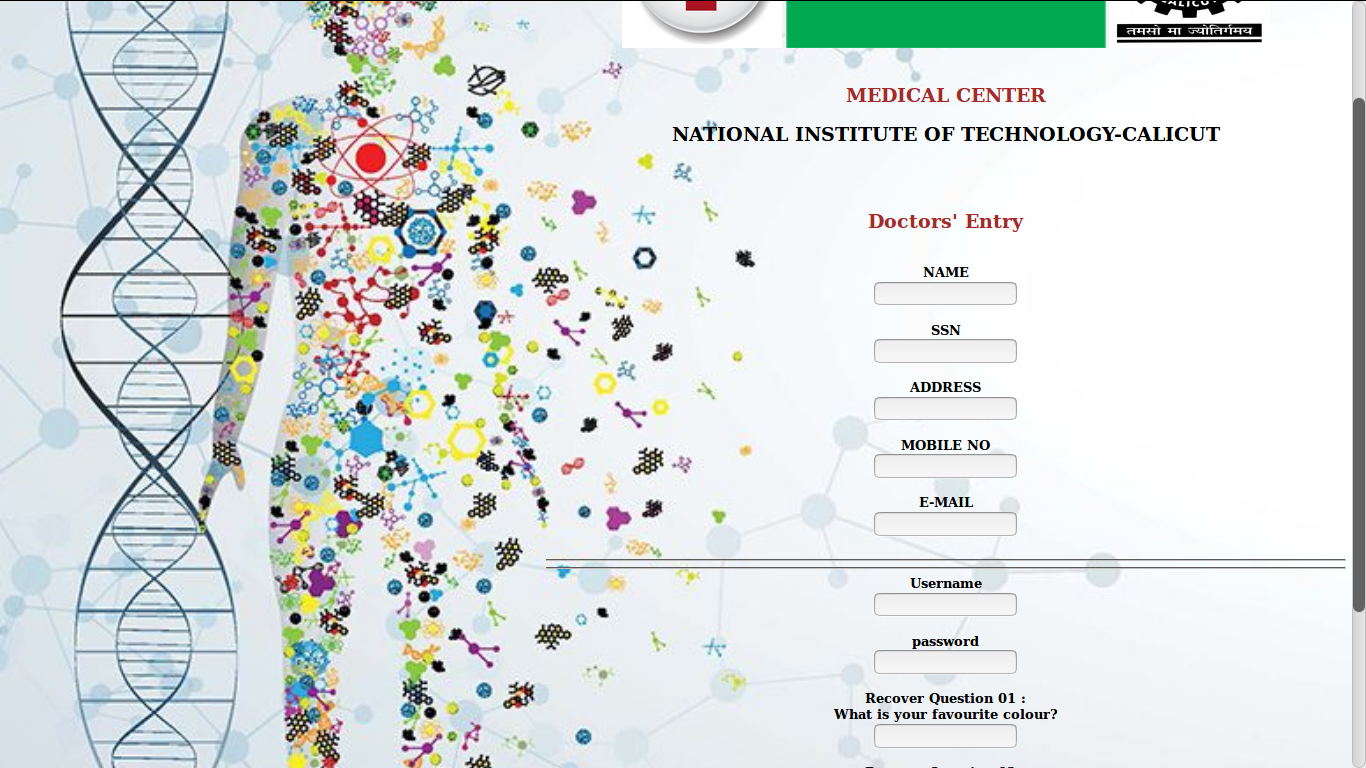 CALICUT
तमसो मा ज्योतिर्गमय
MEDICAL CENTER
NATIONAL INSTITUTE OF TECHNOLOGY-CALICUT
Doctors' Entry
NAME
SSN
ADDRESS
MOBILE NO
E-MAIL
Username
password
Recover Question 01 :
What is your favourite colour?